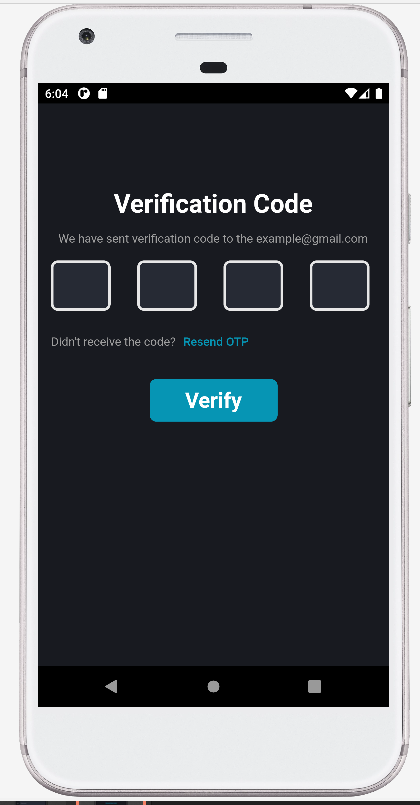 6:04
Verification Code
We have sent verification code to the example@gmail.com
Didn't receive the code? Resend OTP
Verify